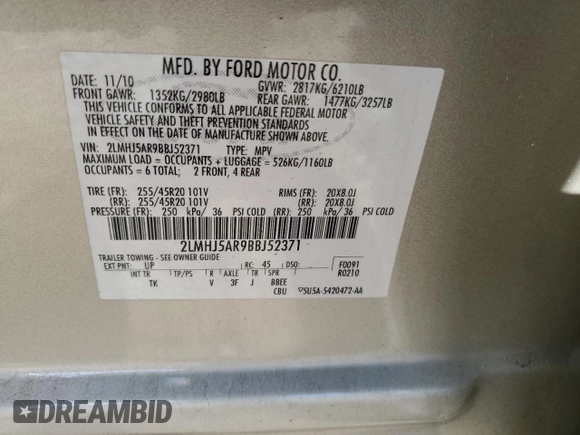 MFD. BY FORD MOTOR CO.
DATE: 11/10 GVWR: 2817KG/6210LB
FRONT GAWR: 1352KG/2980LB REAR GAWR: 1477KG/3257LB
THIS VEHICLE CONFORMS TO ALL APPLICABLE FEDERAL MOTOR
VEHICLE SAFETY AND THEFT PREVENTION STANDARDS
IN EFFECT ON THE DATE OF MANUFACTURE SHOWN ABOVE.
VIN: 2LMHJ5AR9BBJ52371 TYPE: MPV
MAXIMUM LOAD = OCCUPANTS + LUGGAGE = 526KG/1160LB
OCCUPANTS = 6 TOTAL; 2 FRONT, 4 REAR
TIRE (FR): 255/45R20 101V RIMS (FR): 20X8.0J
TIRE (RR): 255/45R20 101V RIMS (RR): 20X8.0J
PRESSURE (FR): 250 kPa/ 36 PSI COLD (RR): 250 kPa/ 36 PSI COLD
2LMHJ5AR9BBJ52371
TRAILER TOWING - SEE OWNER GUIDE
EXT PNT: UP RC: 45 DSO: F0091
R0210
INT TR TP/PS R AXLE TR SPR
TK V 3F J BBEE
CBU 5U5A-5420472-AA
DREAMBID